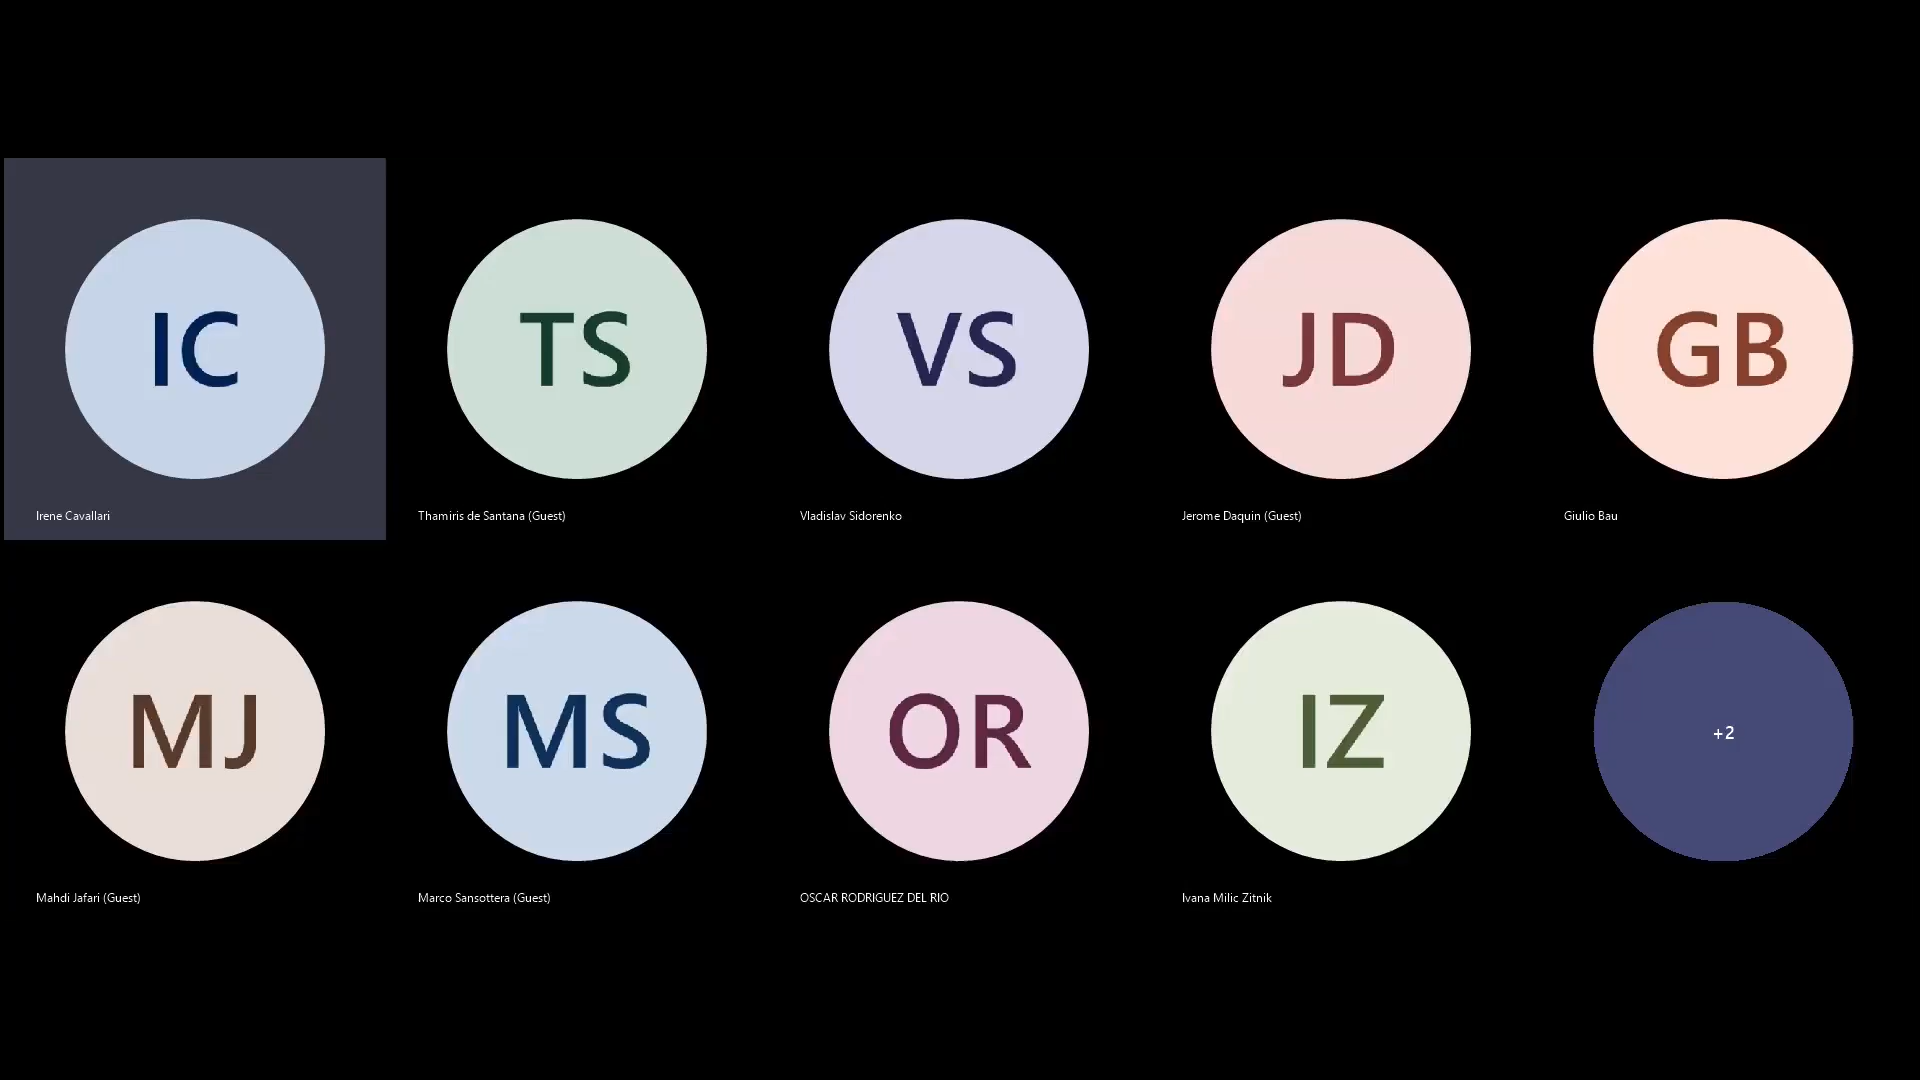 IC
TS
VS
JD
GB
Irene Cavallari
Thamiris de Santana (Guest)
Vladislav Sidorenko
Jerome Daquin (Guest)
Giulio Bau
MJ
MS
OR
IZ
+2
Mahdi Jafari (Guest)
Marco Sansottera (Guest)
OSCAR RODRIGUEZ DEL RIO
Ivana Milic Zitnik